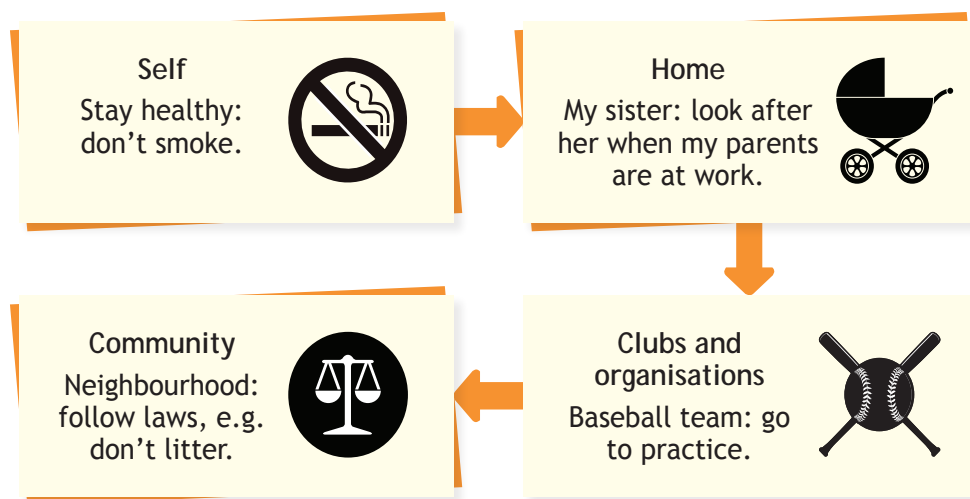 Self
Stay healthy:
don't smoke.
Home
My sister: look after
her when my parents
are at work.
Clubs and
organisations
Baseball team: go
to practice.
Community
Neighbourhood:
follow laws, e.g.
don't litter.